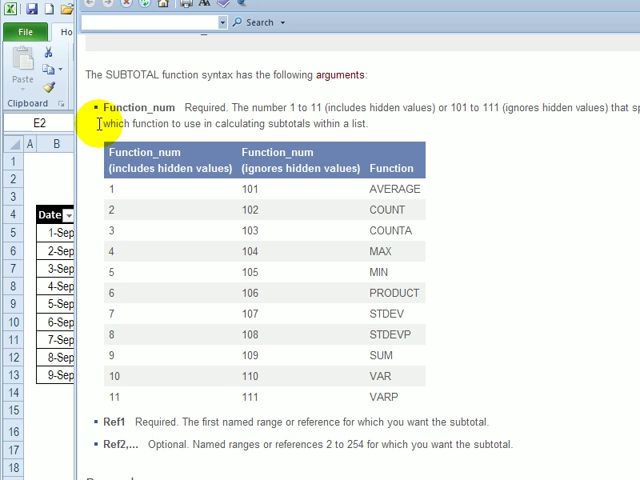 Search
File
Ho
Paste
Clipboard
E2
A B
1
2
3
4 Date
5 1-Sep
6 2-Sep
7 3-Sep
8 4-Sep
9 5-Sep
10 6-Sep
11 7-Sep
12 8-Sep
13 9-Sep
14
15
16
17
18
The SUBTOTAL function syntax has the following arguments:
Function_num Required. The number 1 to 11 (includes hidden values) or 101 to 111 (ignores hidden values) that sp
which function to use in calculating subtotals within a list.
Function_num Function_num
(includes hidden values) (ignores hidden values) Function
1 101 AVERAGE
2 102 COUNT
3 103 COUNTA
4 104 MAX
5 105 MIN
6 106 PRODUCT
7 107 STDEV
8 108 STDEVP
9 109 SUM
10 110 VAR
11 111 VARP
Ref1 Required. The first named range or reference for which you want the subtotal.
Ref2,... Optional. Named ranges or references 2 to 254 for which you want the subtotal.